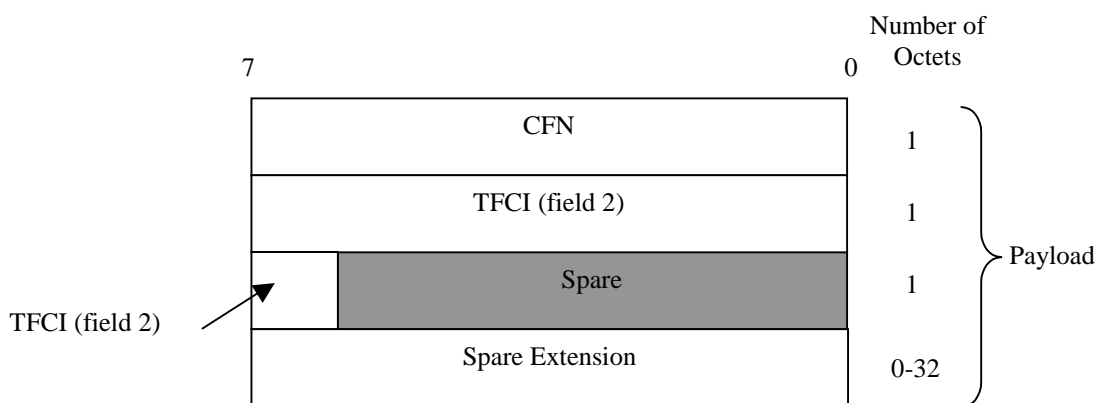 Number of
Octets
7
0
CFN
1
TFCI (field 2)
1
Payload
Spare
1
TFCI (field 2)
Spare Extension
0-32